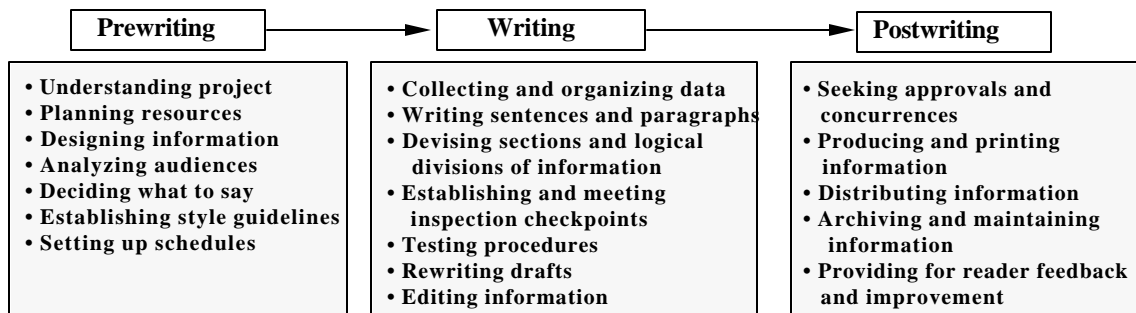 Prewriting
Writing
Postwriting
• Understanding project
• Planning resources
• Designing information
• Analyzing audiences
• Deciding what to say
• Establishing style guidelines
• Setting up schedules
• Collecting and organizing data
• Writing sentences and paragraphs
• Devising sections and logical
divisions of information
• Establishing and meeting
inspection checkpoints
• Testing procedures
• Rewriting drafts
• Editing information
• Seeking approvals and
concurrences
• Producing and printing
information
• Distributing information
• Archiving and maintaining
information
• Providing for reader feedback
and improvement